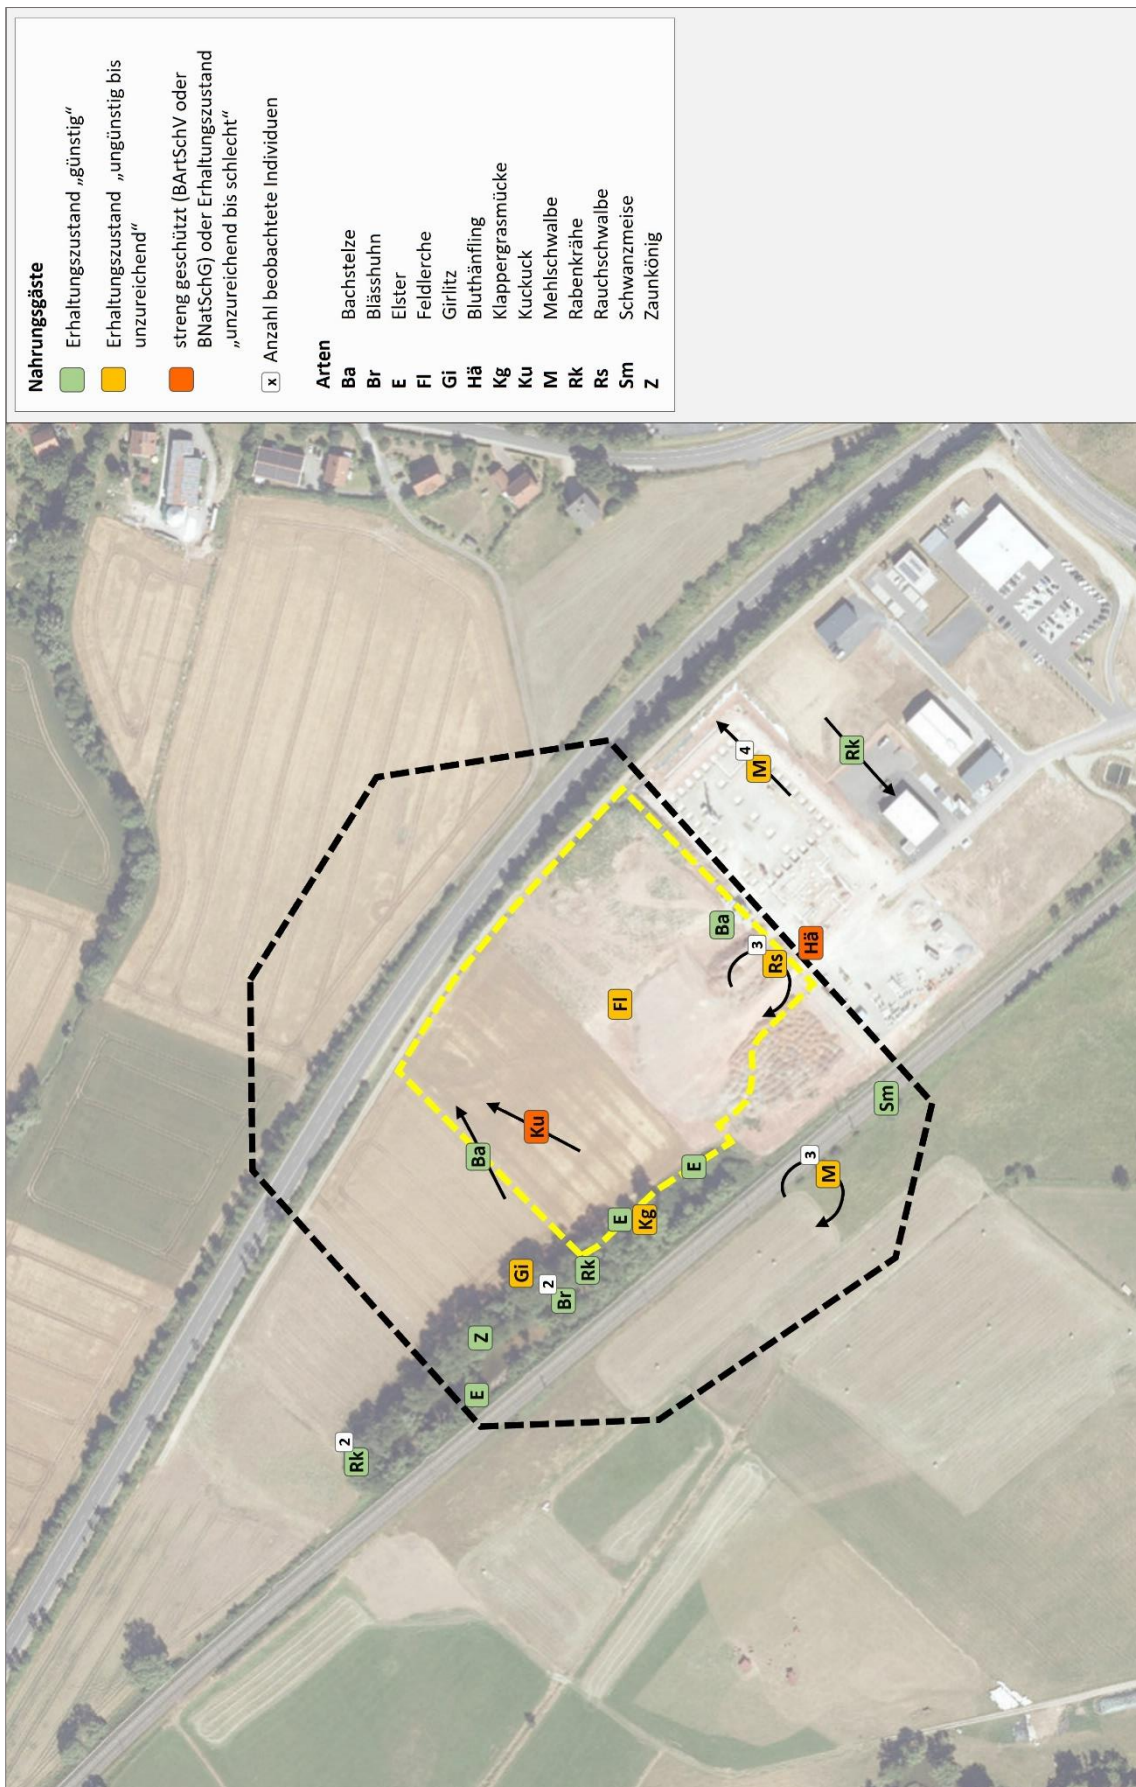 Nahrungsgäste
Erhaltungszustand „günstig“
Erhaltungszustand „ungünstig bis
unzureichend“
streng geschützt (BArtSchV oder
BNatSchG) oder Erhaltungszustand
„unzureichend bis schlecht“
x Anzahl beobachtete Individuen
Arten
Ba Bachstelze
Br Blässhuhn
E Elster
Fl Feldlerche
Gi Girlitz
Hä Bluthänfling
Kg Klappergrasmücke
Ku Kuckuck
M Mehlschwalbe
Rk Rabenkrähe
Rs Rauchschwalbe
Sm Schwanzmeise
Z Zaunkönig
Rk
2
E
Z
Gi
2
Br
Rk
E
Kg
E
Ba
Ku
Fl
3
M
Sm
Ba
3
Rs
Hä
4
M
Rk